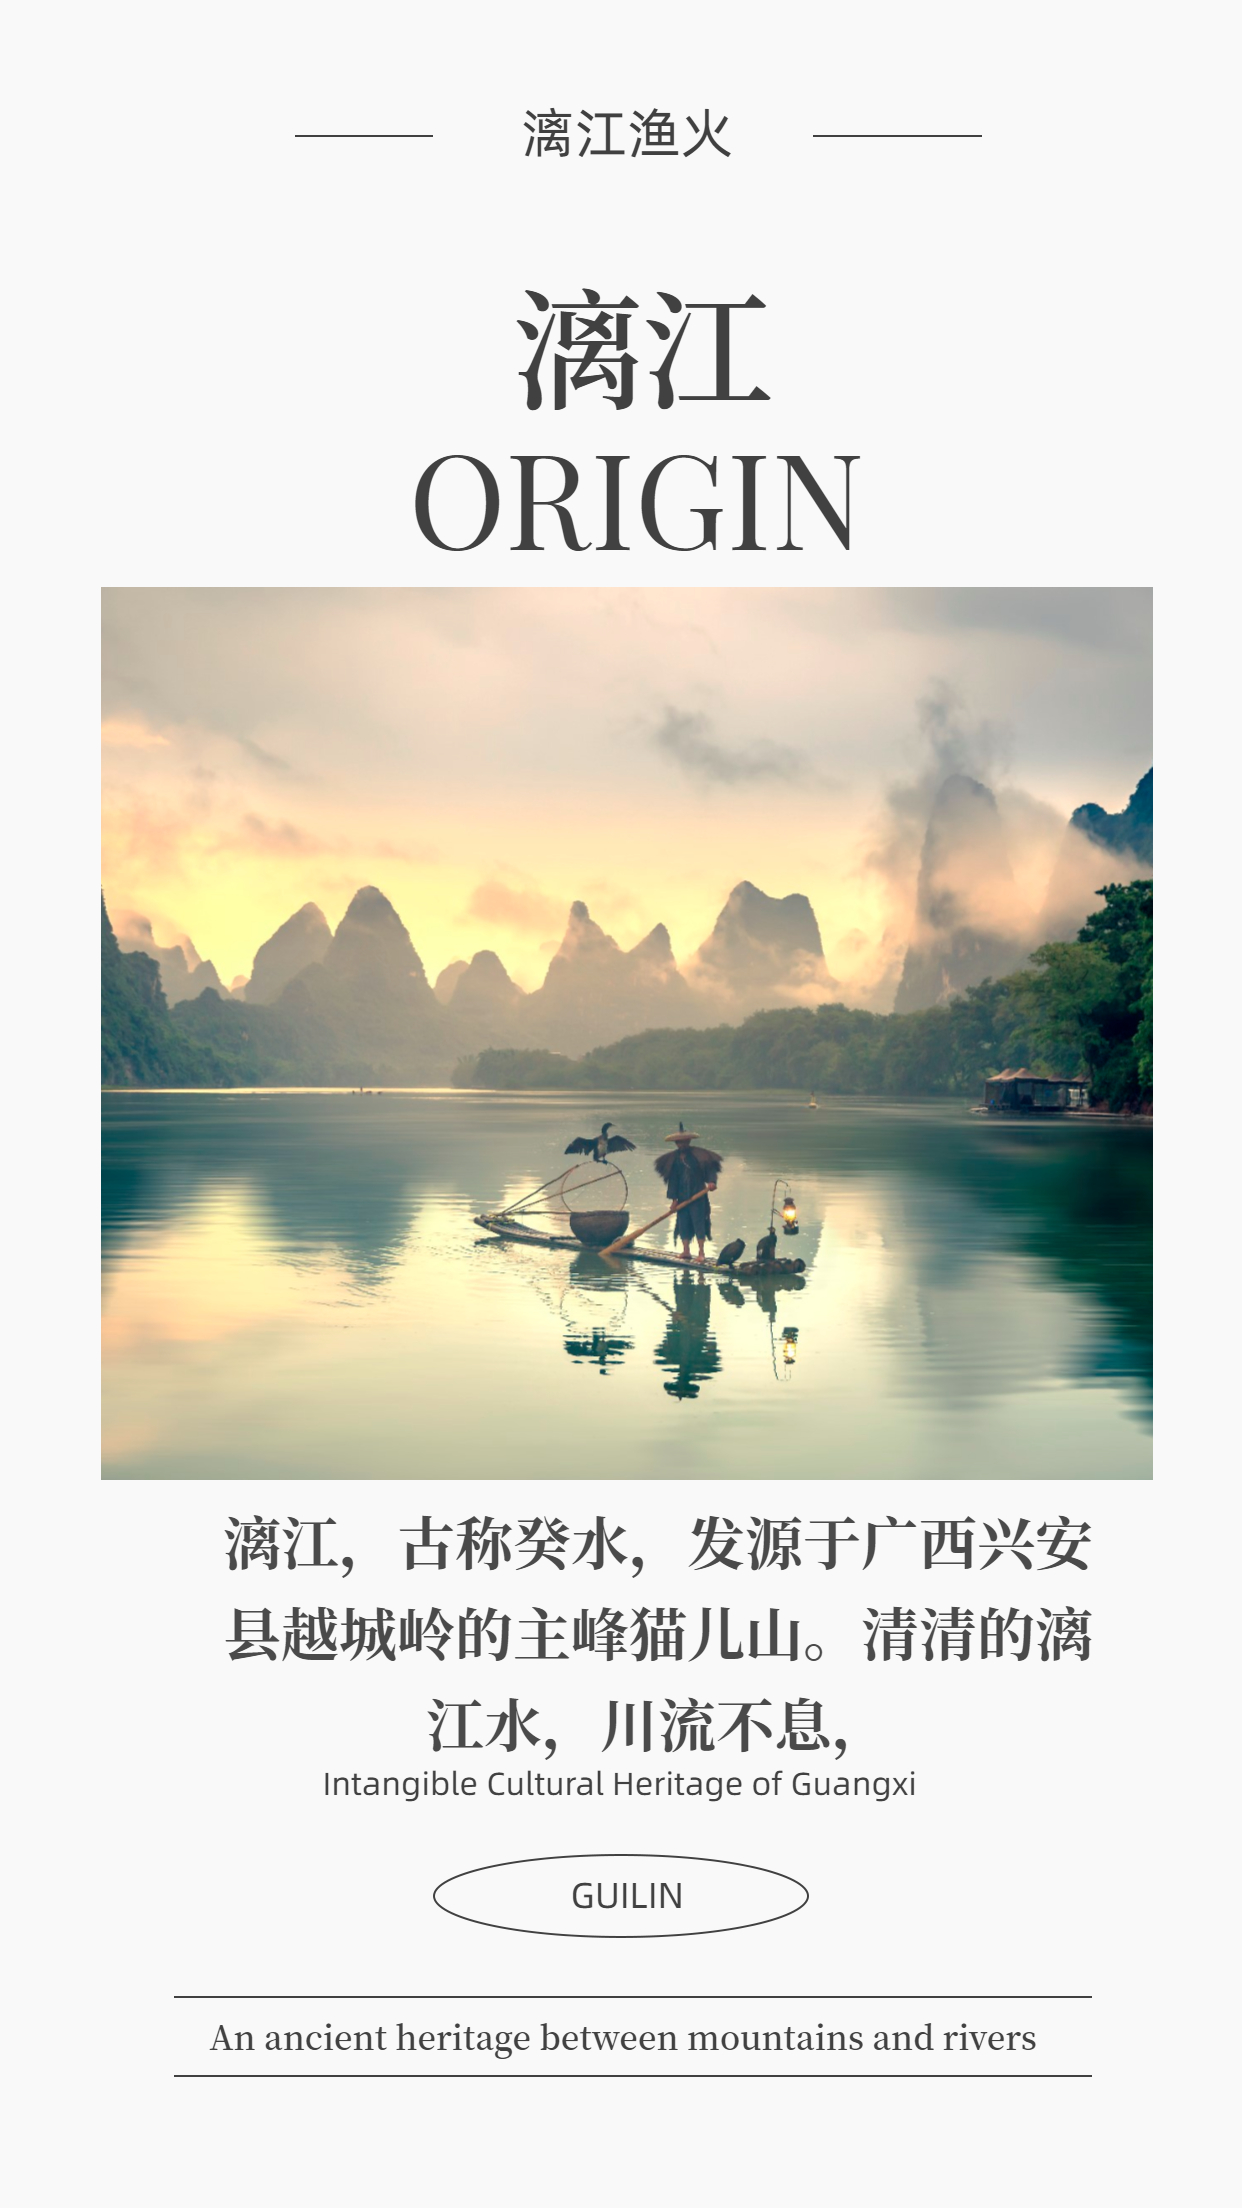 漓江渔火
漓江
ORIGIN
漓江，古称癸水，发源于广西兴安
县越城岭的主峰猫儿山。清清的漓
江水，川流不息，
Intangible Cultural Heritage of Guangxi
GUILIN
An ancient heritage between mountains and rivers